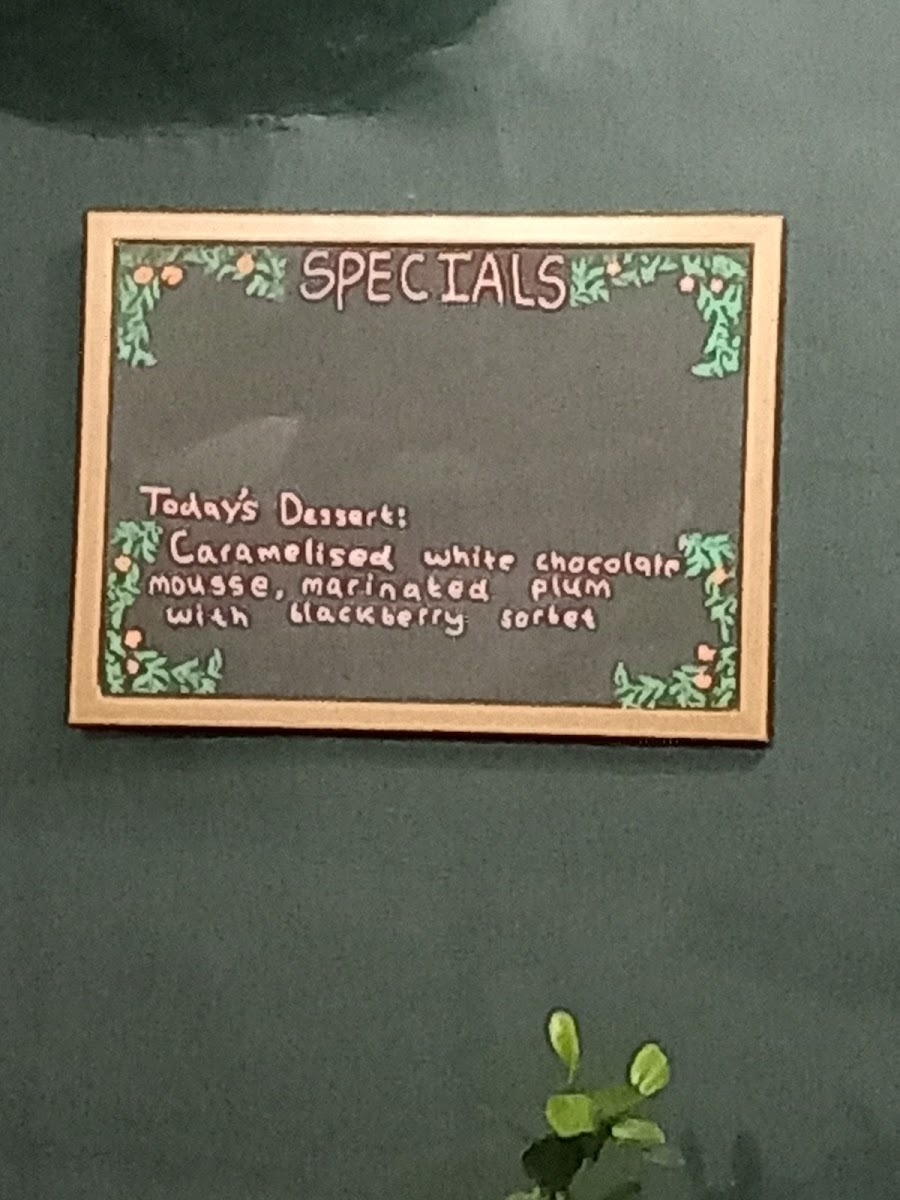 SPECIALS
Today's Dessert:
Caramelised white chocolate
mousse, marinated plum
with blackberry sorbet